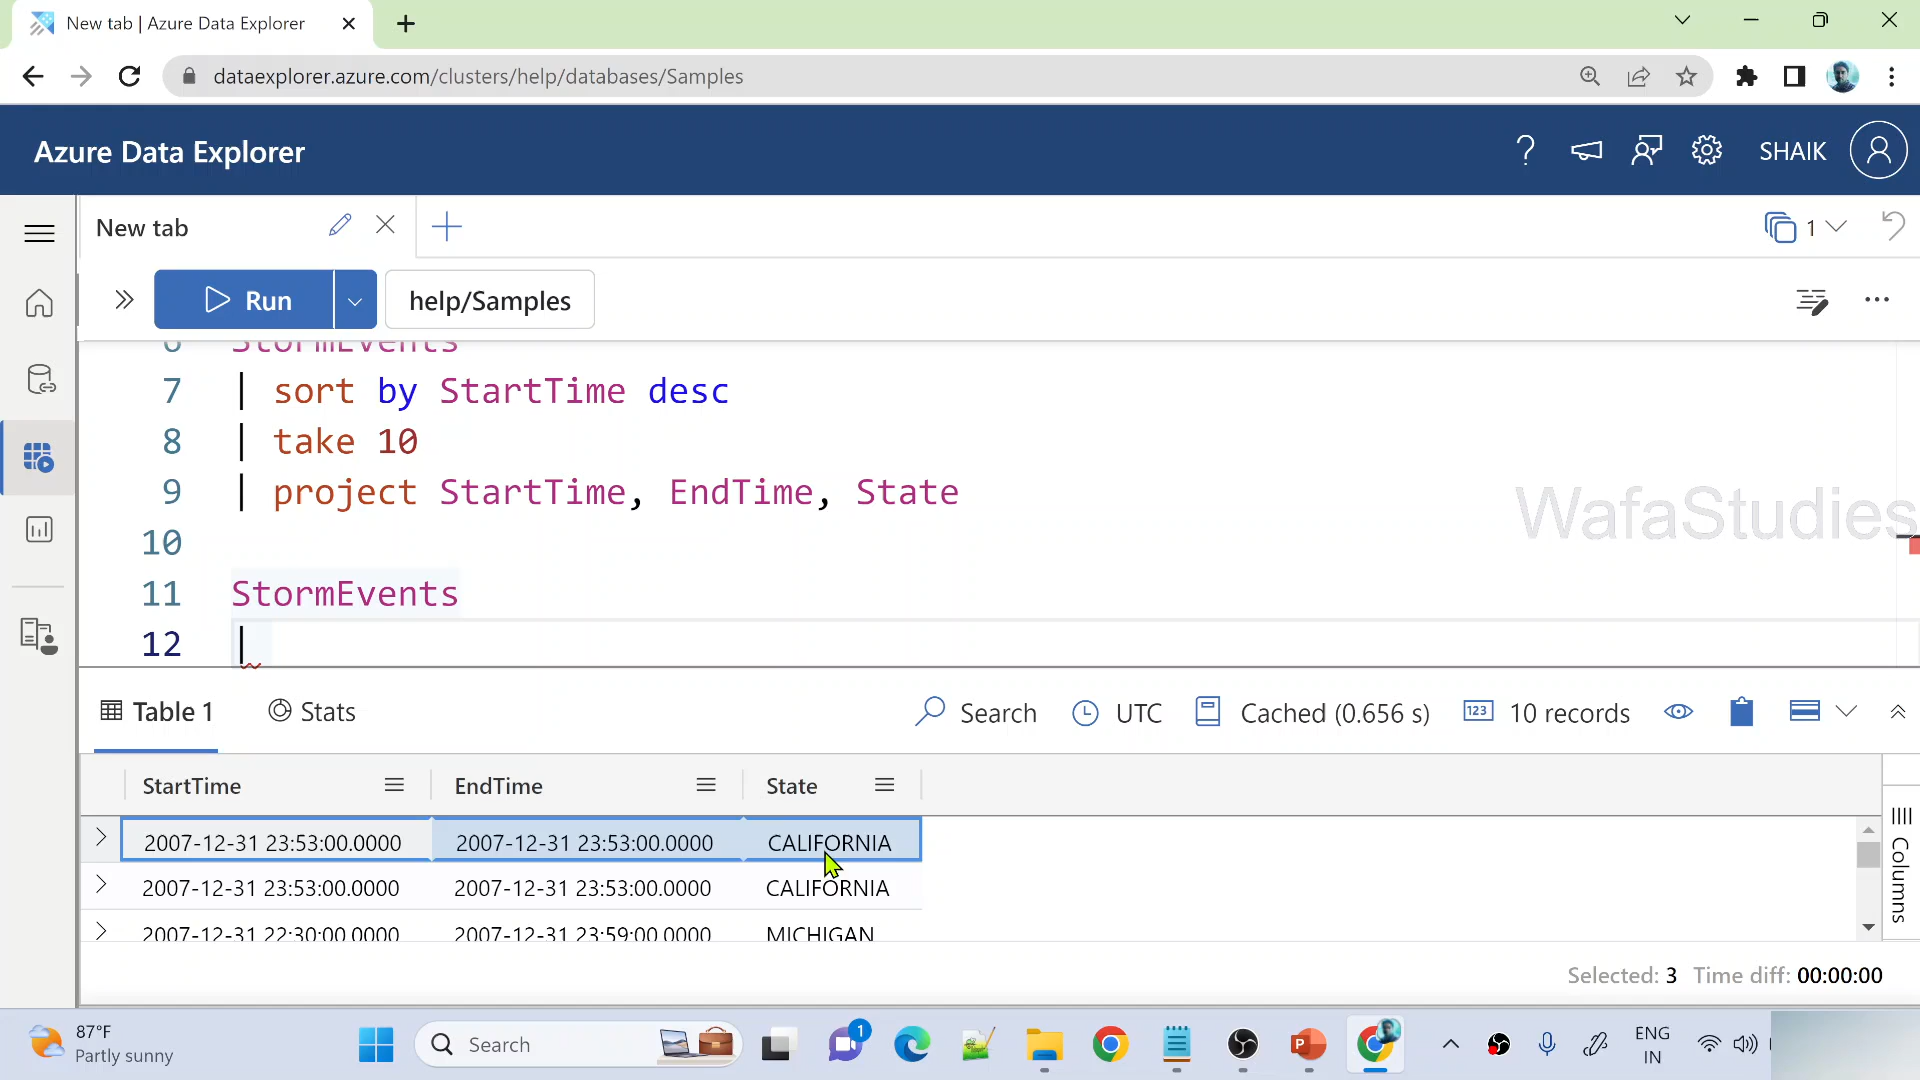 New tab | Azure Data Explorer
dataexplorer.azure.com/clusters/help/databases/Samples
Azure Data Explorer
SHAIK
New tab
1
Run
help/Samples
6 StormEvents
7 | sort by StartTime desc
8 | take 10
9 | project StartTime, EndTime, State
WafaStudies
10
11 StormEvents
12 |
Table 1 Stats Search UTC Cached (0.656 s) 123 10 records
StartTime EndTime State
2007-12-31 23:53:00.0000 2007-12-31 23:53:00.0000 CALIFORNIA
2007-12-31 23:53:00.0000 2007-12-31 23:53:00.0000 CALIFORNIA
2007-12-31 22:30:00.0000 2007-12-31 23:59:00.0000 MICHIGAN
Columns
Selected: 3 Time diff: 00:00:00
87°F
Partly sunny
Search
1
ENG
IN